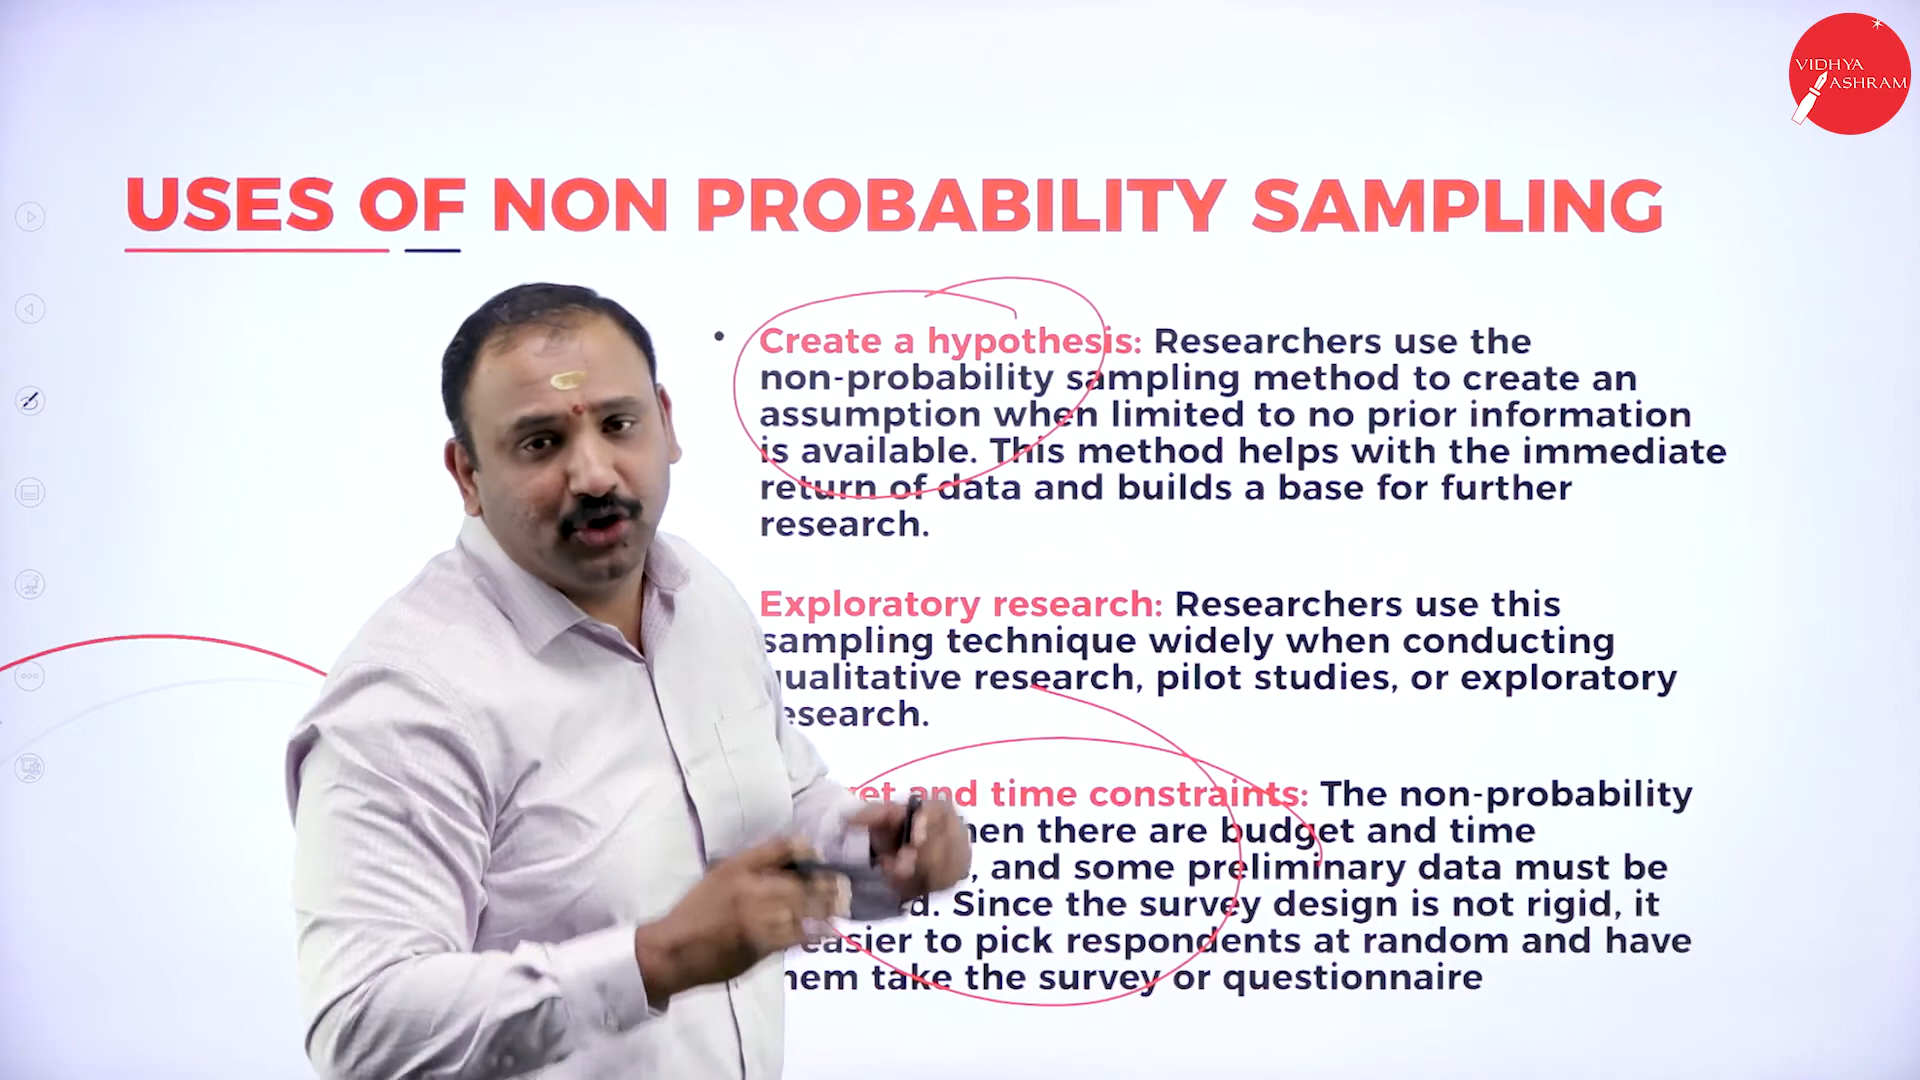 VIDHYA
ASHRAM
USES OF NON PROBABILITY SAMPLING
• Create a hypothesis: Researchers use the
non-probability sampling method to create an
assumption when limited to no prior information
is available. This method helps with the immediate
return of data and builds a base for further
research.
Exploratory research: Researchers use this
sampling technique widely when conducting
qualitative research, pilot studies, or exploratory
research.
and time constraints: The non-probability
there are budget and time
and some preliminary data must be
Since the survey design is not rigid, it
easier to pick respondents at random and have
them take the survey or questionnaire